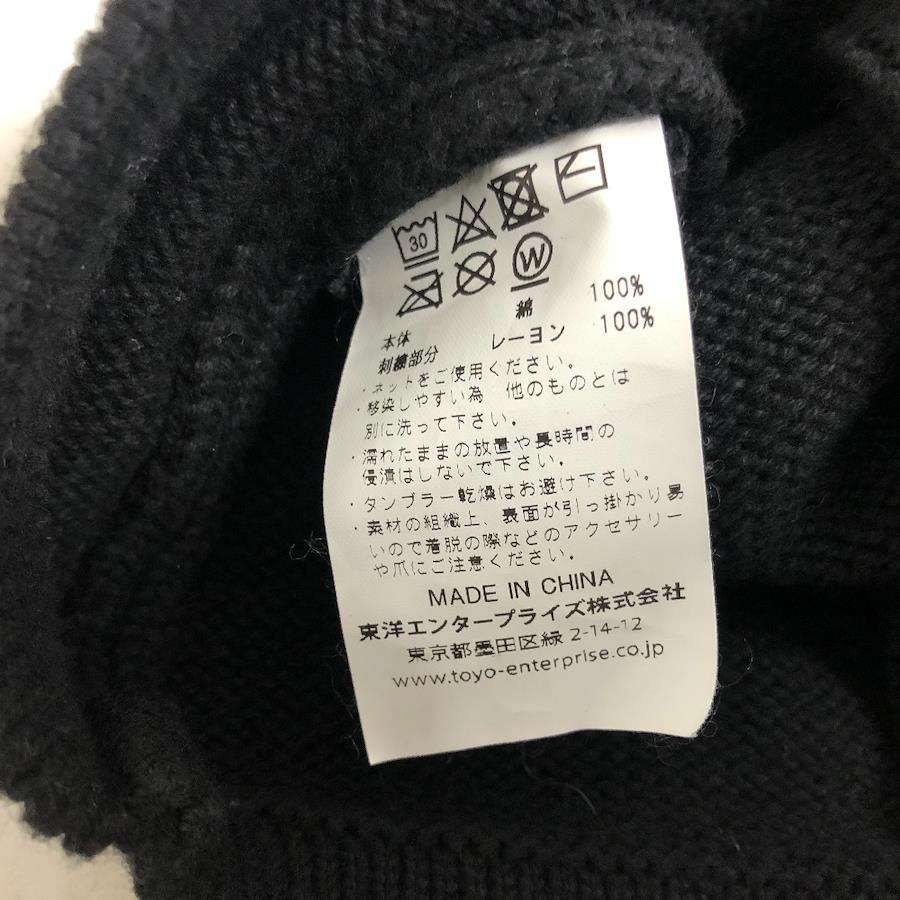 30
W
本体 綿 100%
刺繍部分 レーヨン 100%
・ネットをご使用ください。
・移染しやすい為 他のものとは
別に洗って下さい。
・濡れたままの放置や長時間の
浸漬はしないで下さい。
・タンブラー乾燥はお避け下さい。
・素材の組織上、表面が引っ掛かり易
いので着脱の際などのアクセサリー
や爪にご注意ください。
MADE IN CHINA
東洋エンタープライズ株式会社
東京都墨田区緑 2-14-12
www.toyo-enterprise.co.jp